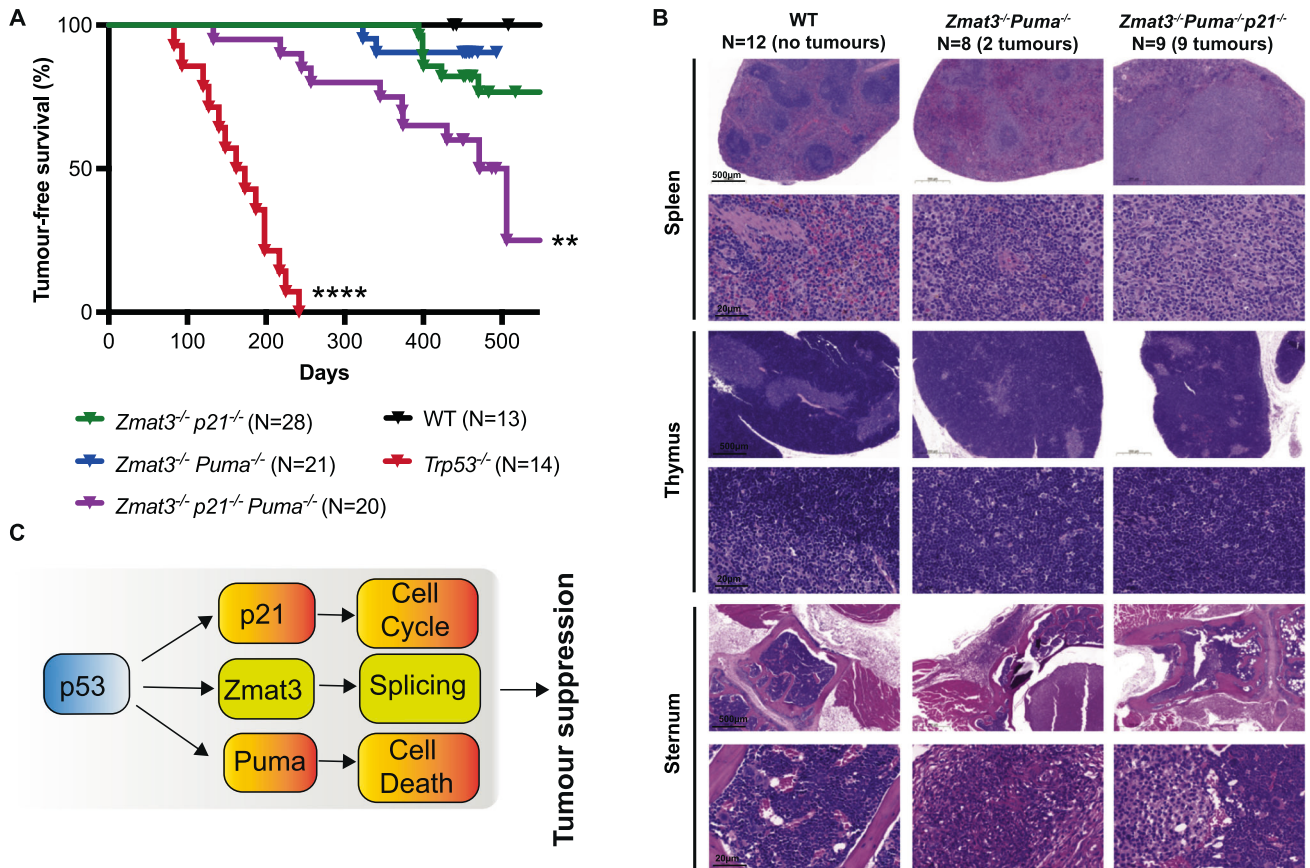 A
Tumour-free survival (%)
100
50
0
0 100 200 300 400 500
Days
****
**
Zmat3-/- p21-/- (N=28)
Zmat3-/- Puma-/- (N=21)
Zmat3-/- p21-/- Puma-/- (N=20)
WT (N=13)
Trp53-/- (N=14)
B
WT
N=12 (no tumours)
Zmat3-/-Puma-/-
N=8 (2 tumours)
Zmat3-/-Puma-/-p21-/-
N=9 (9 tumours)
Spleen
500µm
20µm
Thymus
500µm
20µm
Sternum
500µm
20µm
C
p53
p21
Zmat3
Puma
Cell
Cycle
Splicing
Cell
Death
Tumour suppression